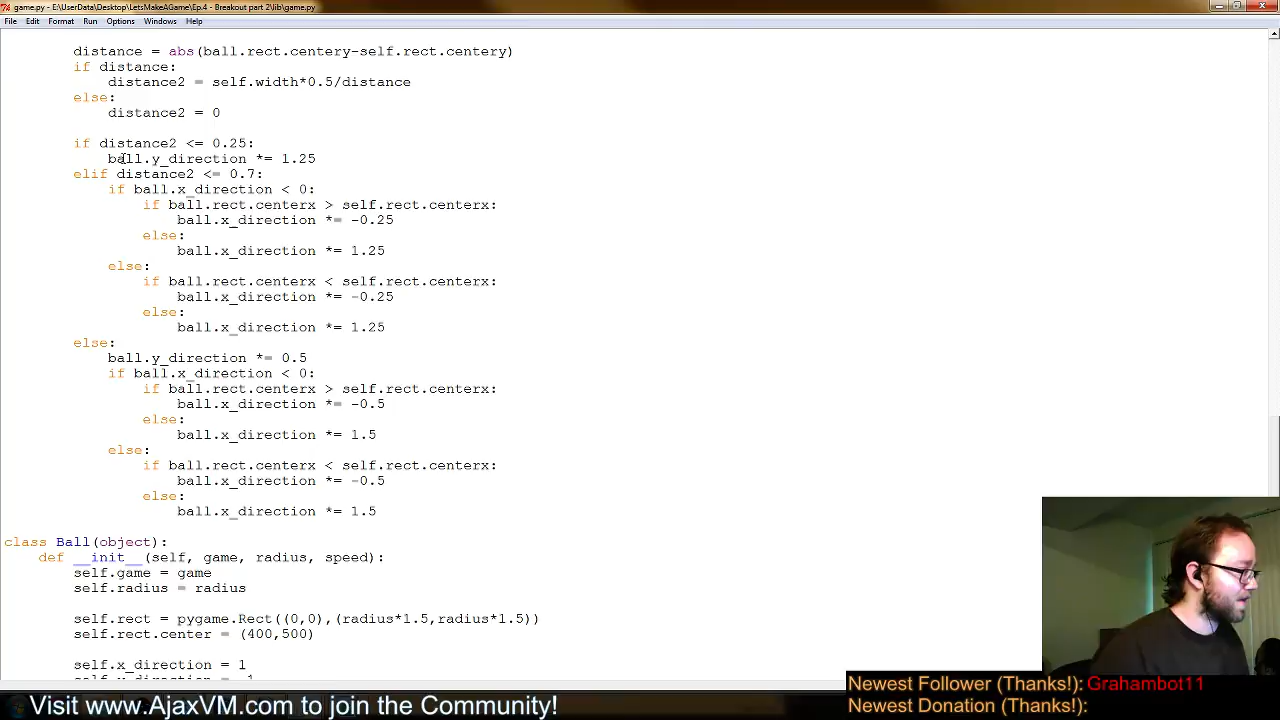 game.py - E:\UserData\Desktop\LetsMakeAGame\Ep.4 - Breakout part 2\lib\game.py
File Edit Format Run Options Windows Help
distance = abs(ball.rect.centery-self.rect.centery)
if distance:
distance2 = self.width*0.5/distance
else:
distance2 = 0
if distance2 <= 0.25:
ball.y_direction *= 1.25
elif distance2 <= 0.7:
if ball.x_direction < 0:
if ball.rect.centerx > self.rect.centerx:
ball.x_direction *= -0.25
else:
ball.x_direction *= 1.25
else:
if ball.rect.centerx < self.rect.centerx:
ball.x_direction *= -0.25
else:
ball.x_direction *= 1.25
else:
ball.y_direction *= 0.5
if ball.x_direction < 0:
if ball.rect.centerx > self.rect.centerx:
ball.x_direction *= -0.5
else:
ball.x_direction *= 1.5
else:
if ball.rect.centerx < self.rect.centerx:
ball.x_direction *= -0.5
else:
ball.x_direction *= 1.5
class Ball(object):
def __init__(self, game, radius, speed):
self.game = game
self.radius = radius
self.rect = pygame.Rect((0,0),(radius*1.5,radius*1.5))
self.rect.center = (400,500)
self.x_direction = 1
Visit www.AjaxVM.com to join the Community!
Newest Follower (Thanks!): Grahambot11
Newest Donation (Thanks!):